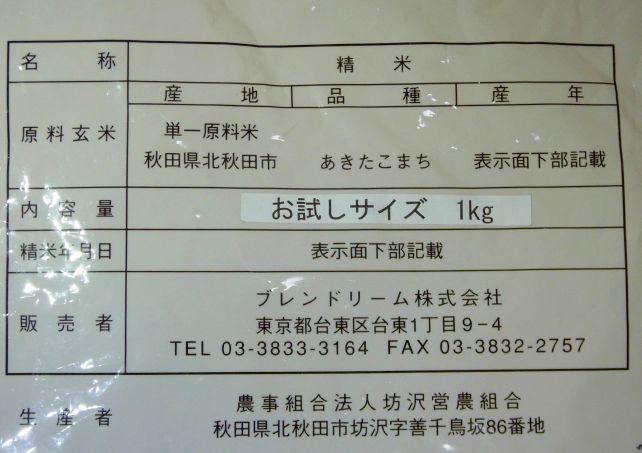 名称 精米
産地 品種 産年
原料玄米 単一原料米
秋田県北秋田市 あきたこまち 表示面下部記載
内容量 お試しサイズ 1kg
精米年月日 表示面下部記載
ブレンドリーム株式会社
販売者 東京都台東区台東1丁目9-4
TEL 03-3833-3164 FAX 03-3832-2757
農事組合法人坊沢営農組合
生産者
秋田県北秋田市坊沢字善千鳥坂86番地